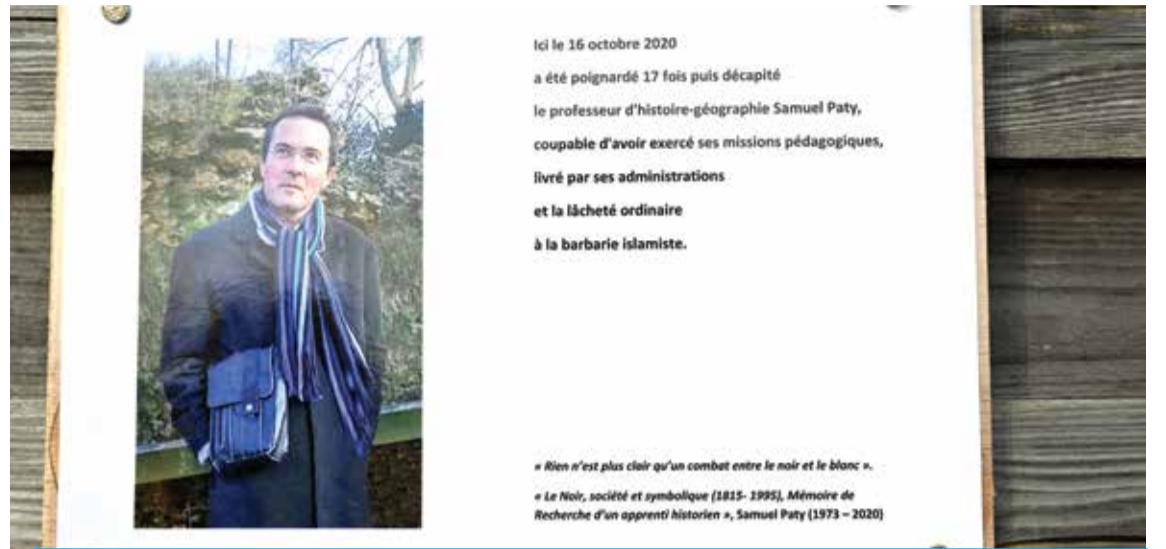 Ici le 16 octobre 2020
a été poignardé 17 fois puis décapité
le professeur d'histoire-géographie Samuel Paty,
coupable d'avoir exercé ses missions pédagogiques,
livré par ses administrations
et la lâcheté ordinaire
à la barbarie islamiste.
« Rien n'est plus clair qu'un combat entre le noir et le blanc ».
« Le Noir, société et symbolique (1815- 1995), Mémoire de
Recherche d'un apprenti historien », Samuel Paty (1973 – 2020)